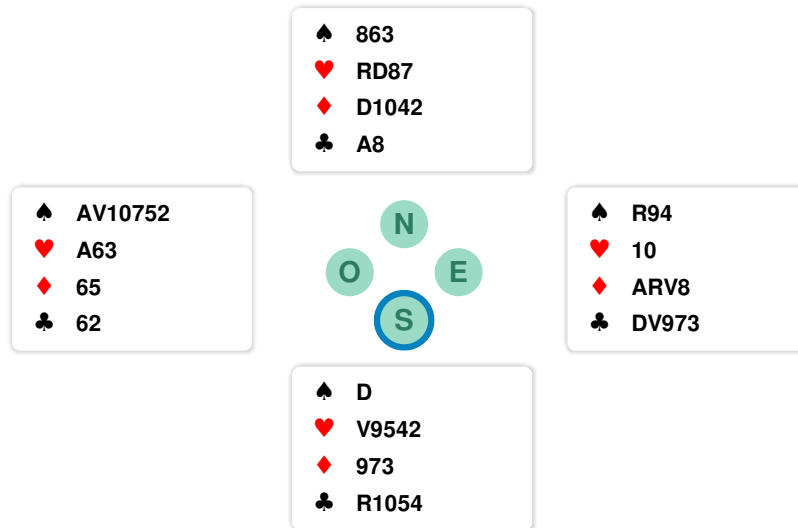 ♠ 863
♥ RD87
♦ D1042
♣ A8
♠ AV10752
♥ A63
♦ 65
♣ 62
N
O E
S
♠ R94
♥ 10
♦ ARV8
♣ DV973
♠ D
♥ V9542
♦ 973
♣ R1054